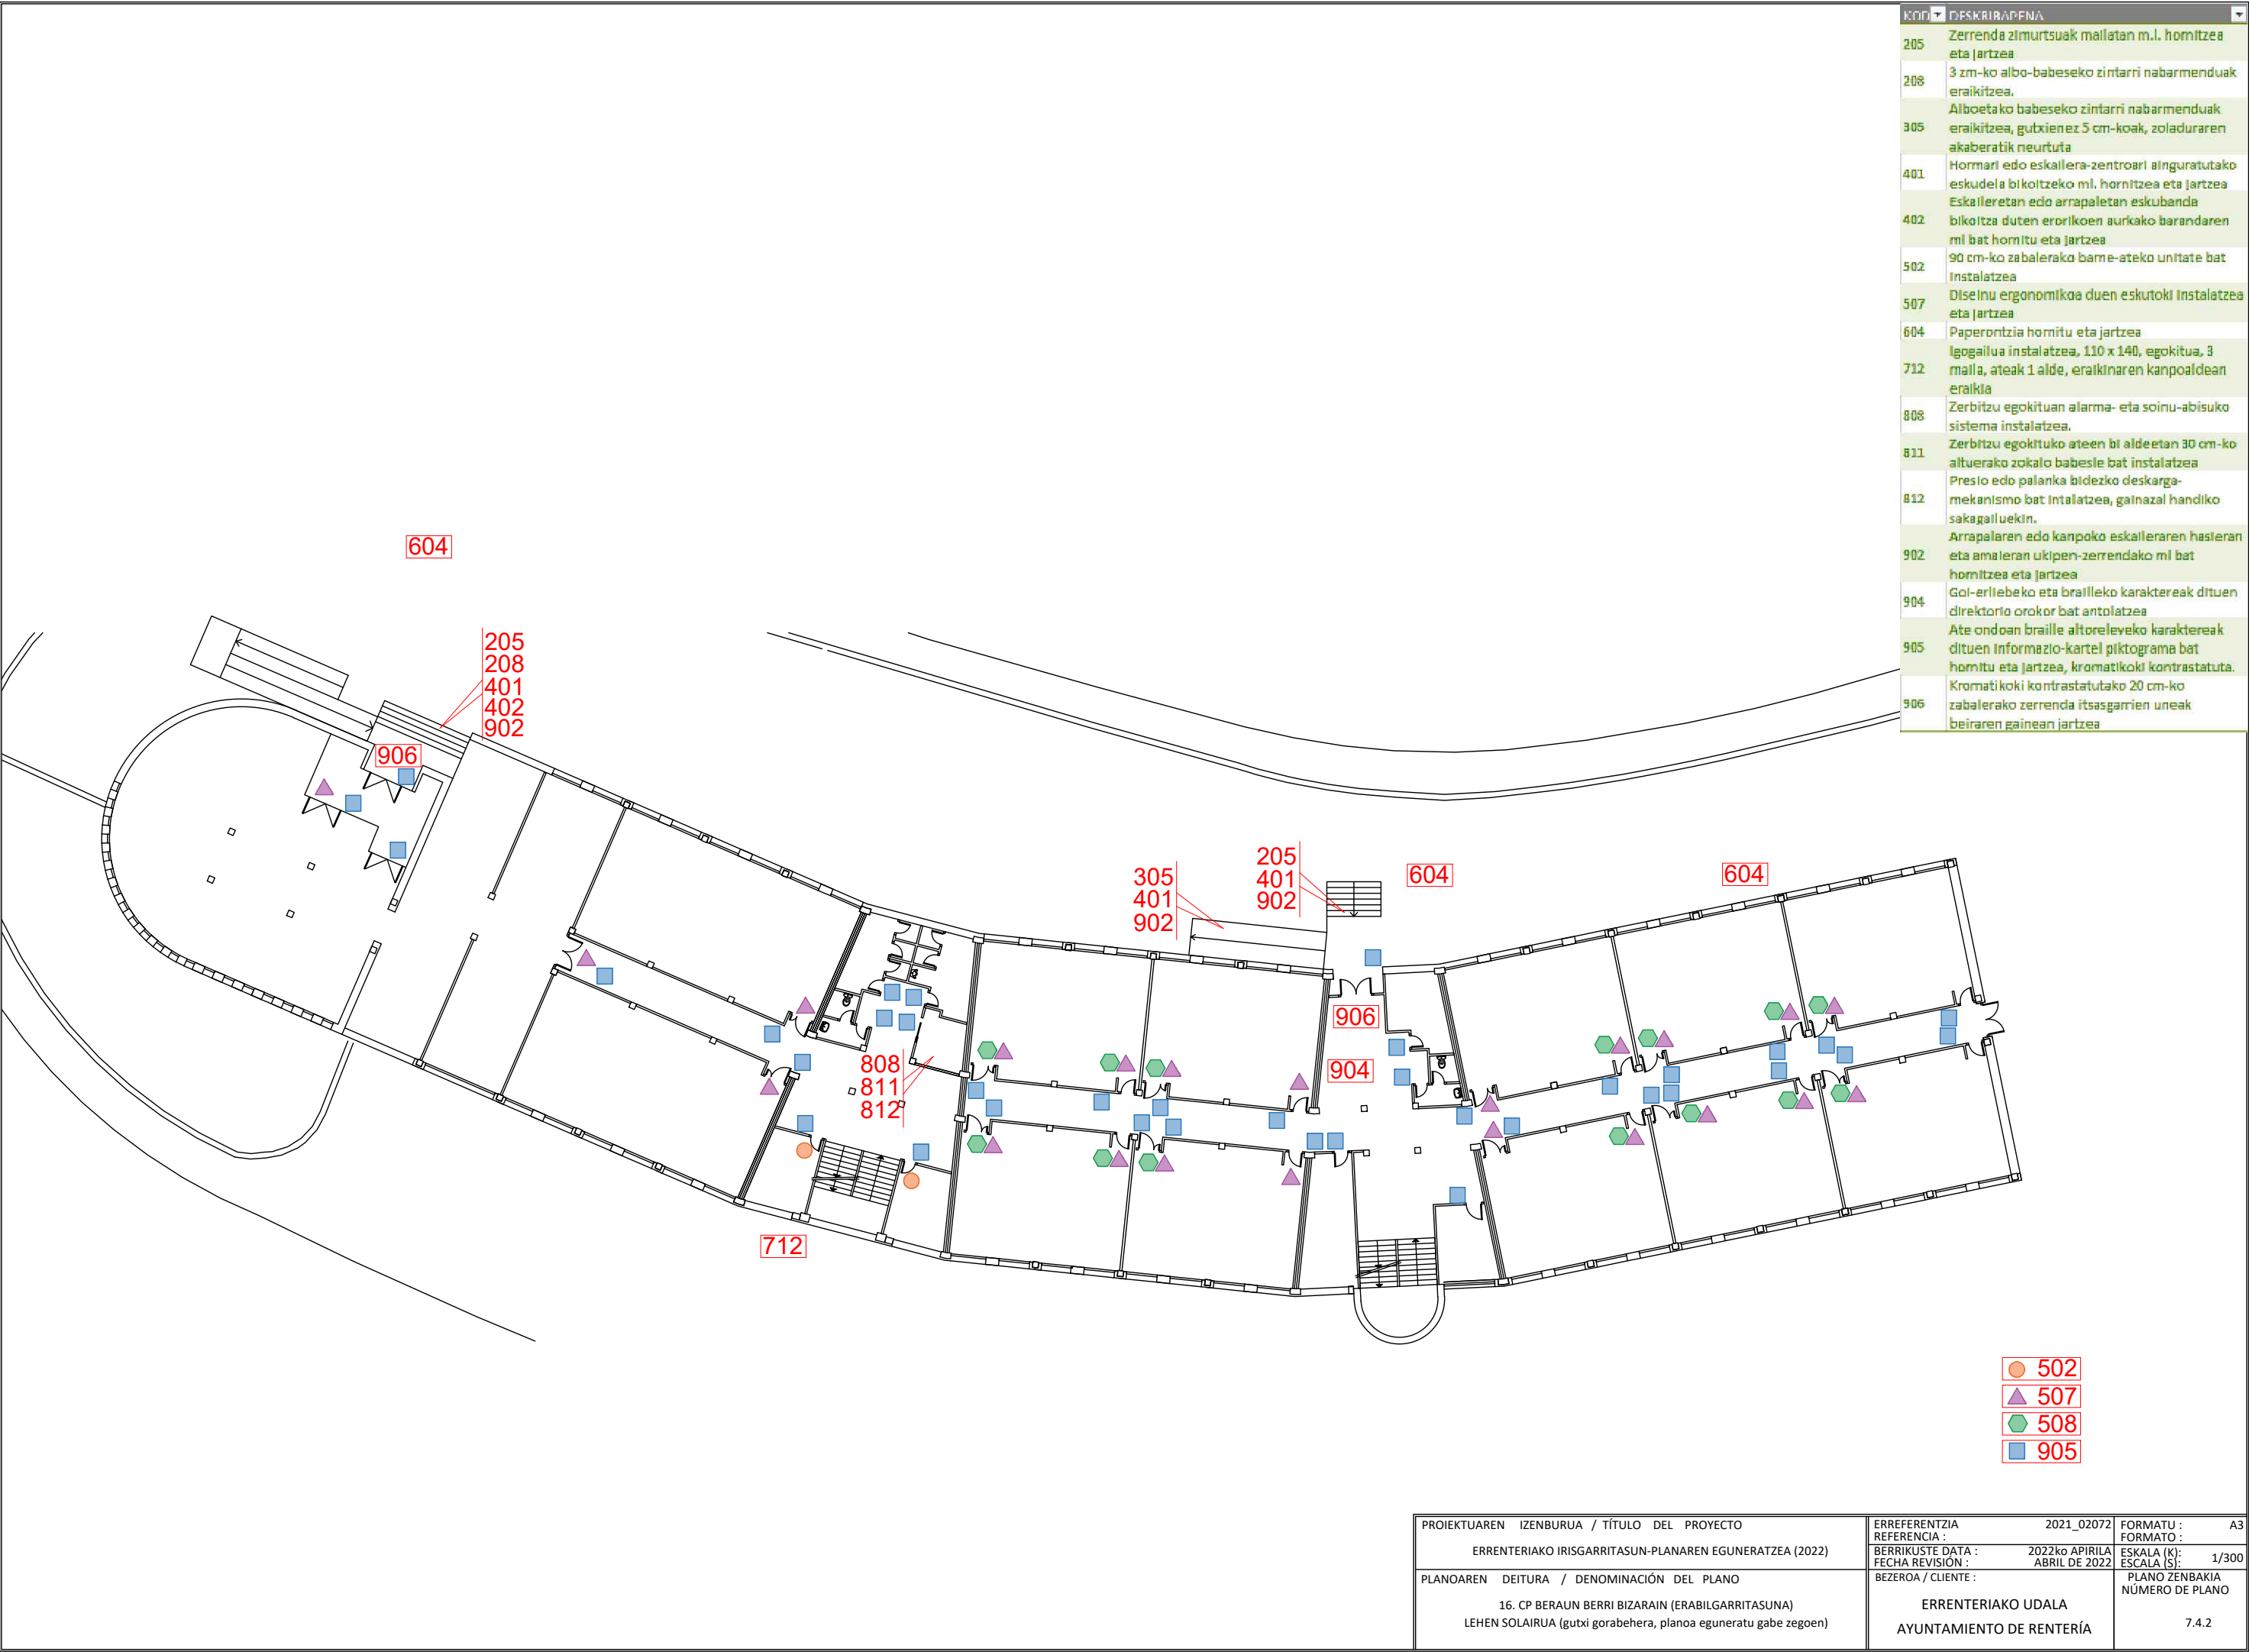 KOD DESKRIBAPENA
205 Zerrenda zimurtsuak mailatan m.l. hornitzea
eta jartzea
208 3 zm-ko albo-babeseko zintarri nabarmenduak
eraikitzea.
305 Alboetako babeseko zintarri nabarmenduak
eraikitzea, gutxienez 5 cm-koak, zoladuraren
akaberatik neurtuta
401 Hormari edo eskailera-zentroari ainguratutako
eskudela bikoitzeko ml. hornitzea eta jartzea
402 Eskaileretan edo arrapaletan eskubanda
bikoitza duten erorikoen aurkako barandaren
ml bat hornitu eta jartzea
502 90 cm-ko zabalerako barne-ateko unitate bat
instalatzea
507 Diseinu ergonomikoa duen eskutoki instalatzea
eta jartzea
604 Paperontzia hornitu eta jartzea
712 Igogailua instalatzea, 110 x 140, egokitua, 3
maila, ateak 1 alde, eraikinaren kanpoaldean
eraikia
808 Zerbitzu egokituan alarma- eta soinu-abisuko
sistema instalatzea.
811 Zerbitzu egokituko ateen bi aldeetan 30 cm-ko
altuerako zokalo babesle bat instalatzea
812 Presio edo palanka bidezko deskarga-
mekanismo bat intalatzea, gainazal handiko
sakagailuekin.
902 Arrapalaren edo kanpoko eskaileraren hasieran
eta amaieran ukipen-zerrendako ml bat
hornitzea eta jartzea
904 Goi-erliebeko eta brailleko karaktereak dituen
direktorio orokor bat antolatzea
905 Ate ondoan braille altoreleveko karaktereak
dituen informazio-kartel piktograma bat
hornitu eta jartzea, kromatikoki kontrastatuta.
906 Kromatikoki kontrastatutako 20 cm-ko
zabalerako zerrenda itsasgarrien uneak
beiraren gainean jartzea
604
205
208
401
402
902
906
305
401
902
205
401
902
604
604
906
904
808
811
812
712
502
507
508
905
PROIEKTUAREN IZENBURUA / TÍTULO DEL PROYECTO
ERRENTERIAKO IRISGARRITASUN-PLANAREN EGUNERATZEA (2022)
PLANOAREN DEITURA / DENOMINACIÓN DEL PLANO
16. CP BERAUN BERRI BIZARAIN (ERABILGARRITASUNA)
LEHEN SOLAIRUA (gutxi gorabehera, planoa eguneratu gabe zegoen)
ERREFERENTZIA 2021_02072
REFERENCIA :
BERRIKUSTE DATA : 2022ko APIRILA
FECHA REVISIÓN : ABRIL DE 2022
BEZEROA / CLIENTE :
ERRENTERIAKO UDALA
AYUNTAMIENTO DE RENTERÍA
FORMATU : A3
FORMATO :
ESKALA (K):
ESCALA (S): 1/300
PLANO ZENBAKIA
NÚMERO DE PLANO
7.4.2